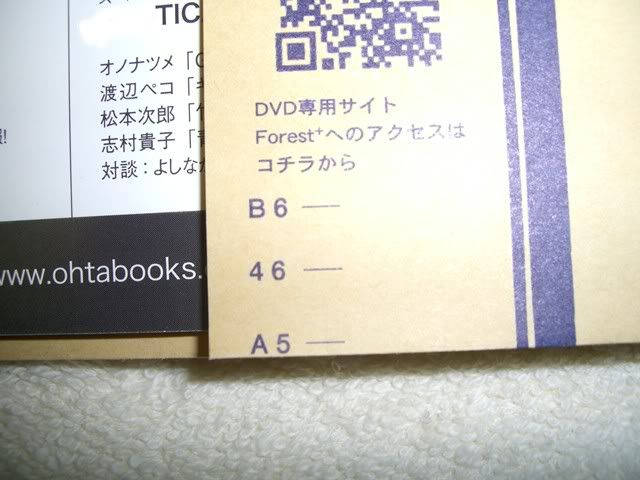 TIC
オノナツメ「
渡辺ペコ「
松本次郎「
志村貴子「
対談：よしなが
www.ohtabooks.
DVD専用サイト
Forest⁺へのアクセスは
コチラから
B6 ―
46 ―
A5 ―